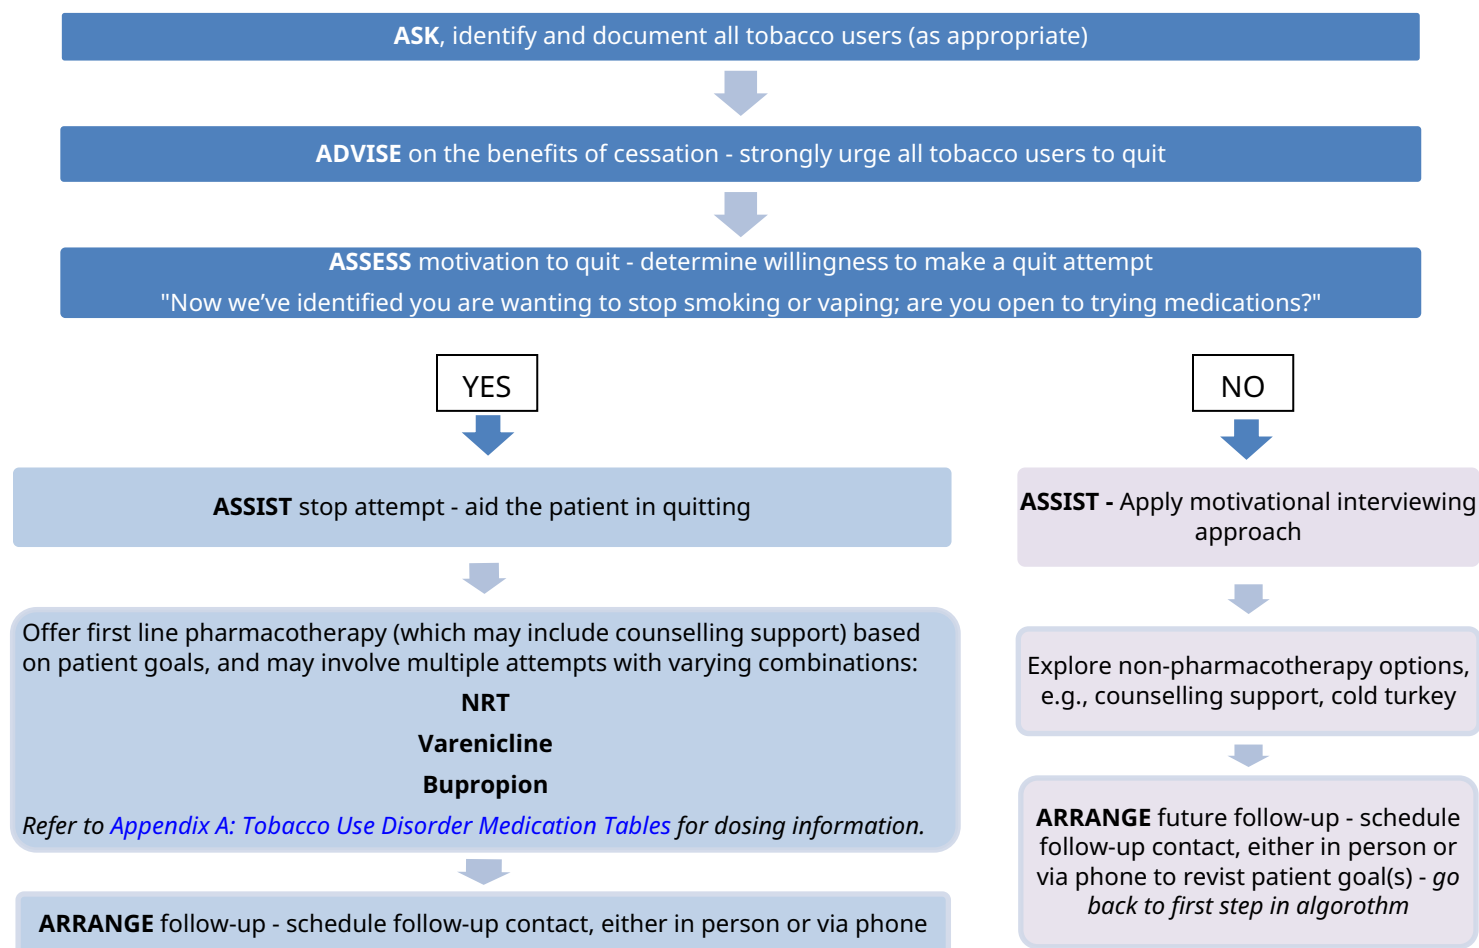 ASK, identify and document all tobacco users (as appropriate)
ADVISE on the benefits of cessation - strongly urge all tobacco users to quit
ASSESS motivation to quit - determine willingness to make a quit attempt
"Now we’ve identified you are wanting to stop smoking or vaping; are you open to trying medications?"
YES
ASSIST stop attempt - aid the patient in quitting
Offer first line pharmacotherapy (which may include counselling support) based
on patient goals, and may involve multiple attempts with varying combinations:
NRT
Varenicline
Bupropion
Refer to Appendix A: Tobacco Use Disorder Medication Tables for dosing information.
ARRANGE follow-up - schedule follow-up contact, either in person or via phone
NO
ASSIST - Apply motivational interviewing
approach
Explore non-pharmacotherapy options,
e.g., counselling support, cold turkey
ARRANGE future follow-up - schedule
follow-up contact, either in person or
via phone to revist patient goal(s) - go
back to first step in algorothm